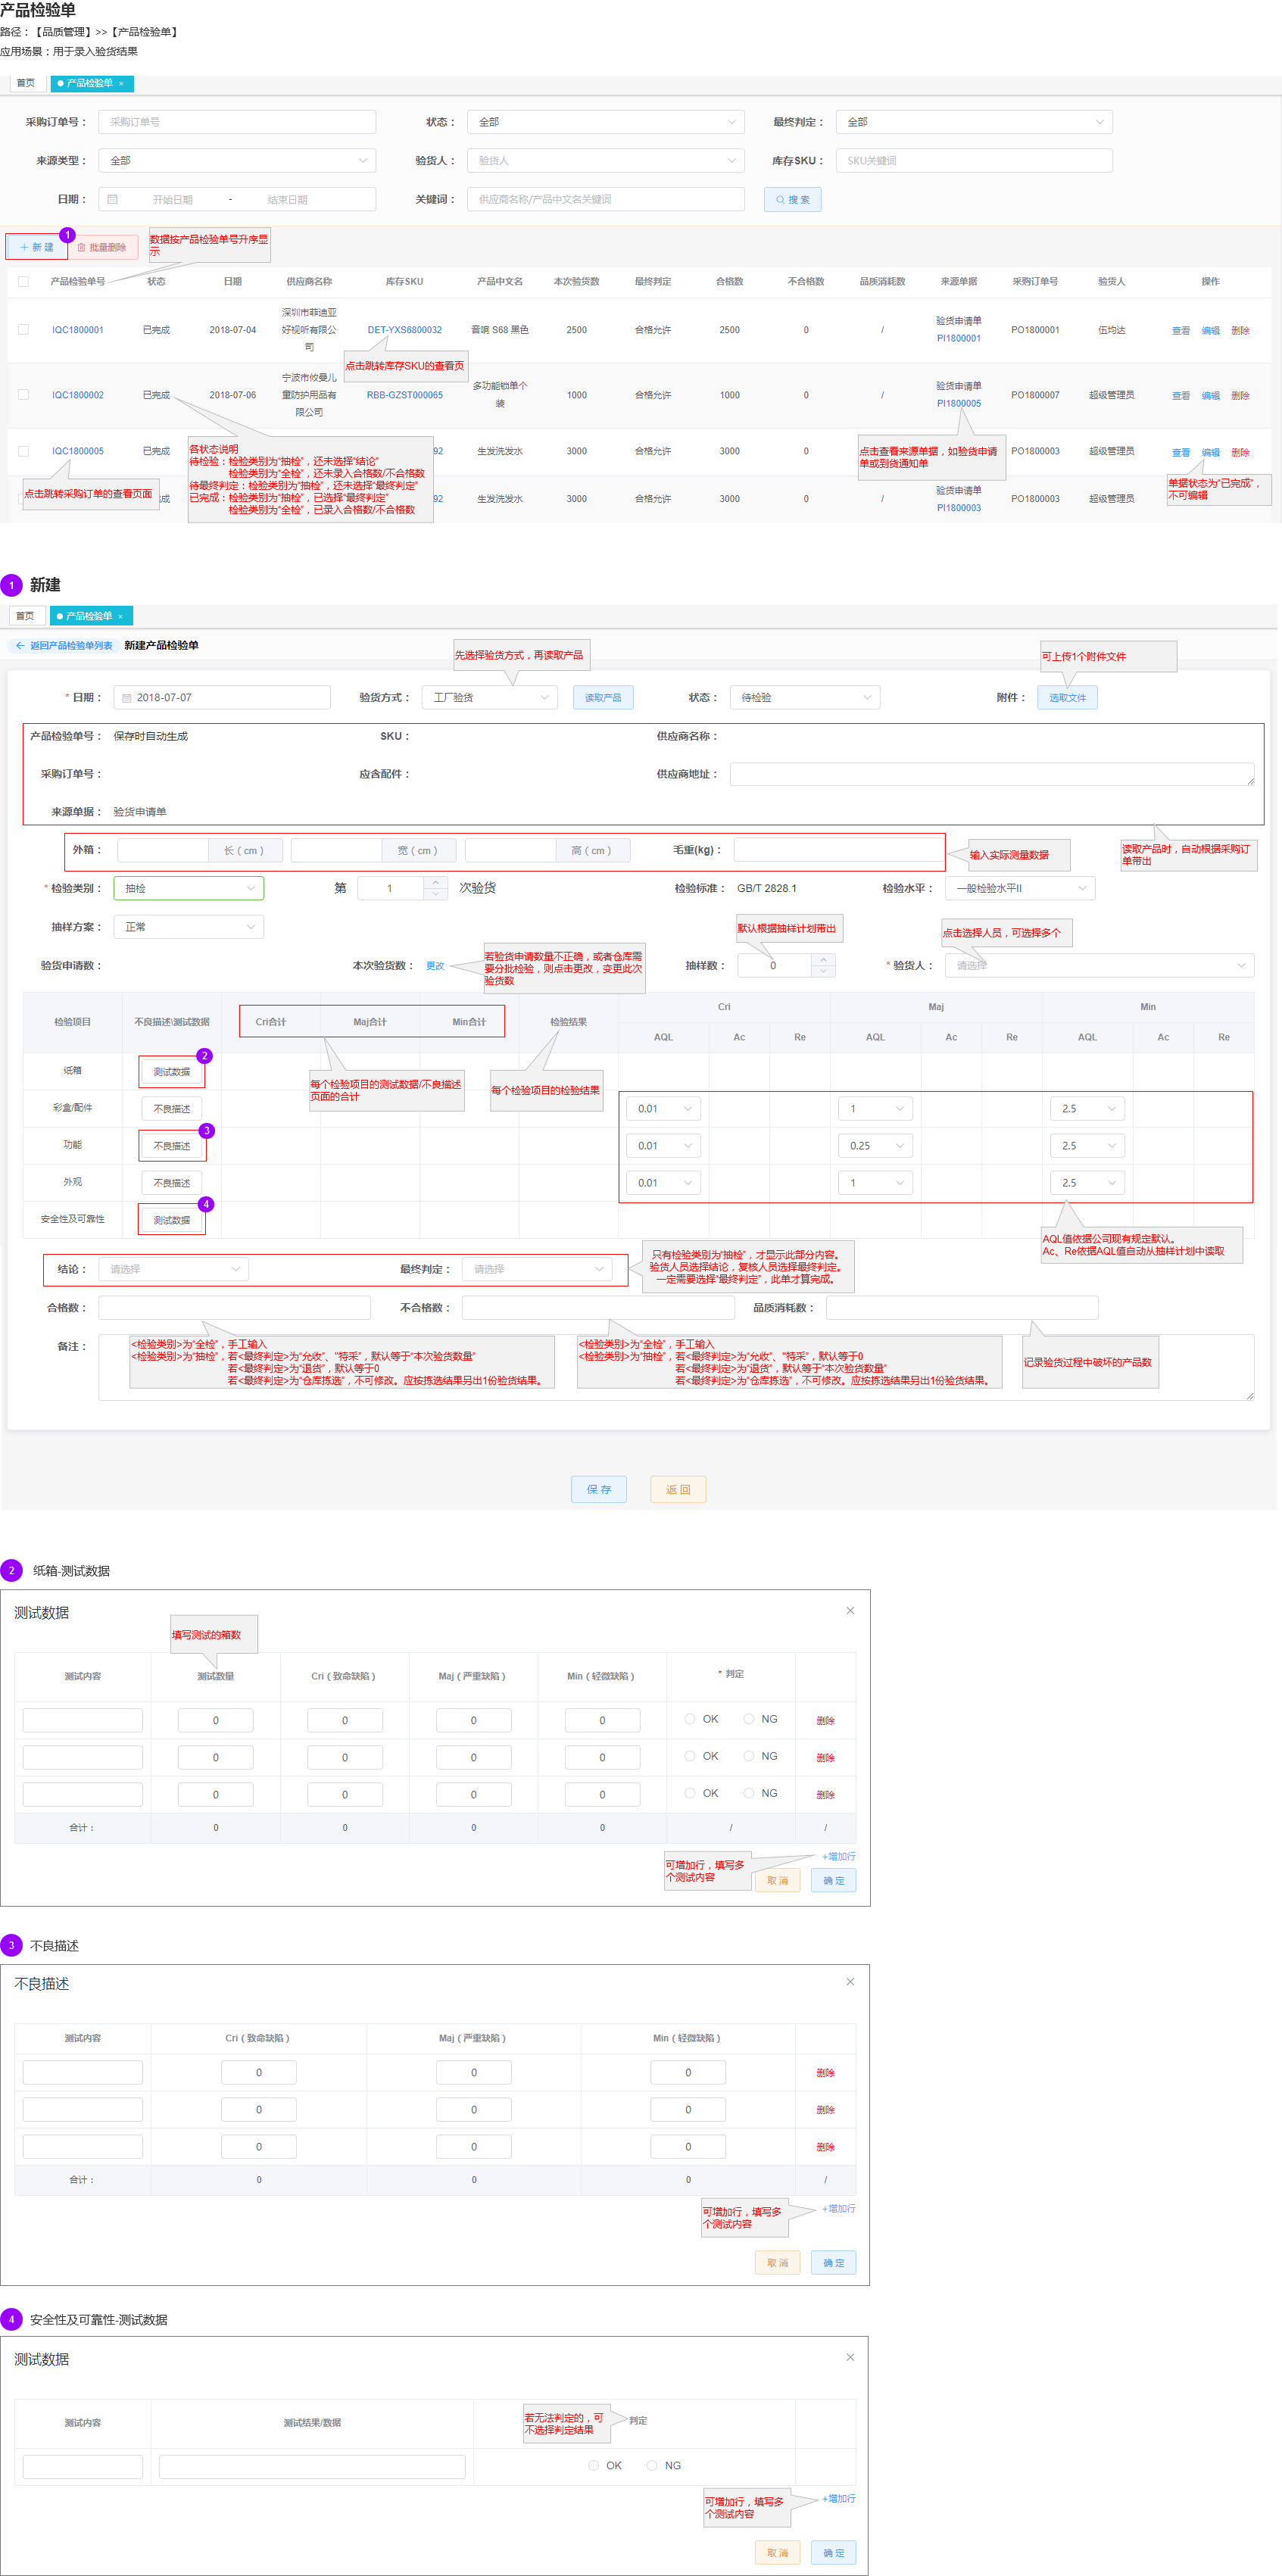 产品检验单
路径：【品质管理】>>【产品检验单】
应用场景：用于录入验货结果
首页
产品检验单 ×
采购订单号： 采购订单号
状态： 全部
最终判定： 全部
来源类型： 全部
验货人： 验货人
库存SKU： SKU关键词
日期： 开始日期 - 结束日期
关键词： 供应商名称/产品中文名关键词
搜 索
+ 新 建
1
批量删除
数据按产品检验单号升序显
示
产品检验单号 状态 日期 供应商名称 库存SKU 产品中文名 本次验货数 最终判定 合格数 不合格数 品质消耗数 来源单据 采购订单号 验货人 操作
IQC1800001 已完成 2018-07-04 深圳市菲迪亚好视听有限公司 DET-YXS6800032 音响 S68 黑色 2500 合格允许 2500 0 / 验货申请单 PI1800001 PO1800001 伍均达 查看 编辑 删除
点击跳转库存SKU的查看页
IQC1800002 已完成 2018-07-06 宁波市攸曼儿童防护用品有限公司 RBB-GZST000065 多功能锁单个装 1000 合格允许 1000 0 / 验货申请单 PI1800005 PO1800007 超级管理员 查看 编辑 删除
各状态说明
待检验：检验类别为“抽检”，还未选择“结论”
检验类别为“全检”，还未录入合格数/不合格数
待最终判定：检验类别为“抽检”，还未选择“最终判定”
已完成：检验类别为“抽检”，已选择“最终判定”
检验类别为“全检”，已录入合格数/不合格数
点击查看来源单据，如验货申请
单或到货通知单
IQC1800005 已完成 92 生发洗发水 3000 合格允许 3000 0 PO1800003 超级管理员 查看 编辑 删除
点击跳转采购订单的查看页面
单据状态为“已完成”，
不可编辑
成 92 生发洗发水 3000 合格允许 3000 0 / 验货申请单 PI1800003 PO1800003 超级管理员
1 新建
首页
产品检验单 ×
← 返回产品检验单列表 新建产品检验单
先选择验货方式，再读取产品
可上传1个附件文件
* 日期： 2018-07-07
验货方式： 工厂验货
读取产品
状态： 待检验
附件： 选取文件
产品检验单号： 保存时自动生成
SKU：
供应商名称：
采购订单号：
应含配件：
供应商地址：
来源单据： 验货申请单
外箱： 长（cm） 宽（cm） 高（cm）
毛重(kg)：
输入实际测量数据
读取产品时，自动根据采购订
单带出
* 检验类别： 抽检
第 1 次验货
检验标准： GB/T 2828.1
检验水平： 一般检验水平II
抽样方案： 正常
默认根据抽样计划带出
点击选择人员，可选择多个
验货申请数：
本次验货数： 更改
若验货申请数量不正确，或者仓库需
要分批检验，则点击更改，变更此次
验货数
抽样数： 0
* 验货人： 请选择
检验项目 不良描述\测试数据 Cri合计 Maj合计 Min合计 检验结果 Cri Maj Min
AQL Ac Re AQL Ac Re AQL Ac Re
纸箱 测试数据 2
每个检验项目的测试数据/不良描述
页面的合计
每个检验项目的检验结果
彩盒/配件 不良描述 0.01 1 2.5
功能 不良描述 3 0.01 0.25 2.5
外观 不良描述 0.01 1 2.5
安全性及可靠性 测试数据 4
AQL值依据公司现有规定默认。
Ac、Re依据AQL值自动从抽样计划中读取
结论： 请选择
最终判定： 请选择
只有检验类别为“抽检”，才显示此部分内容。
验货人员选择结论，复核人员选择最终判定。
一定需要选择“最终判定”，此单才算完成。
合格数：
不合格数：
品质消耗数：
备注：
<检验类别>为“全检”，手工输入
<检验类别>为“抽检”，若<最终判定>为“允收”、“特采”，默认等于“本次验货数量”
若<最终判定>为“退货”，默认等于0
若<最终判定>为“仓库拣选”，不可修改。应按拣选结果另出1份验货结果。
<检验类别>为“全检”，手工输入
<检验类别>为“抽检”，若<最终判定>为“允收”、“特采”，默认等于0
若<最终判定>为“退货”，默认等于“本次验货数量”
若<最终判定>为“仓库拣选”，不可修改。应按拣选结果另出1份验货结果。
记录验货过程中破坏的产品数
保 存
返 回
2 纸箱-测试数据
测试数据 ×
填写测试的箱数
测试内容 测试数量 Cri（致命缺陷） Maj（严重缺陷） Min（轻微缺陷） * 判定
0 0 0 0 OK NG 删除
0 0 0 0 OK NG 删除
0 0 0 0 OK NG 删除
合计： 0 0 0 0 / /
+增加行
可增加行，填写多
个测试内容
取 消 确 定
3 不良描述
不良描述 ×
测试内容 Cri（致命缺陷） Maj（严重缺陷） Min（轻微缺陷）
0 0 0 删除
0 0 0 删除
0 0 0 删除
合计： 0 0 0 /
+增加行
可增加行，填写多
个测试内容
取 消 确 定
4 安全性及可靠性-测试数据
测试数据 ×
测试内容 测试结果/数据 判定
若无法判定的，可
不选择判定结果
OK NG
+增加行
可增加行，填写多
个测试内容
取 消 确 定